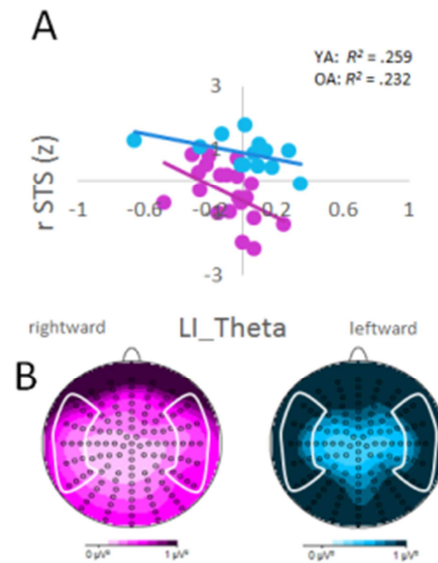 A
YA: R² = .259
OA: R² = .232
3
1
r STS (z)
-1 -0.6 -0.2 0.2 0.6 1
-3
rightward LI_Theta leftward
B
0 µV² 1 µV² 0 µV² 1 µV²